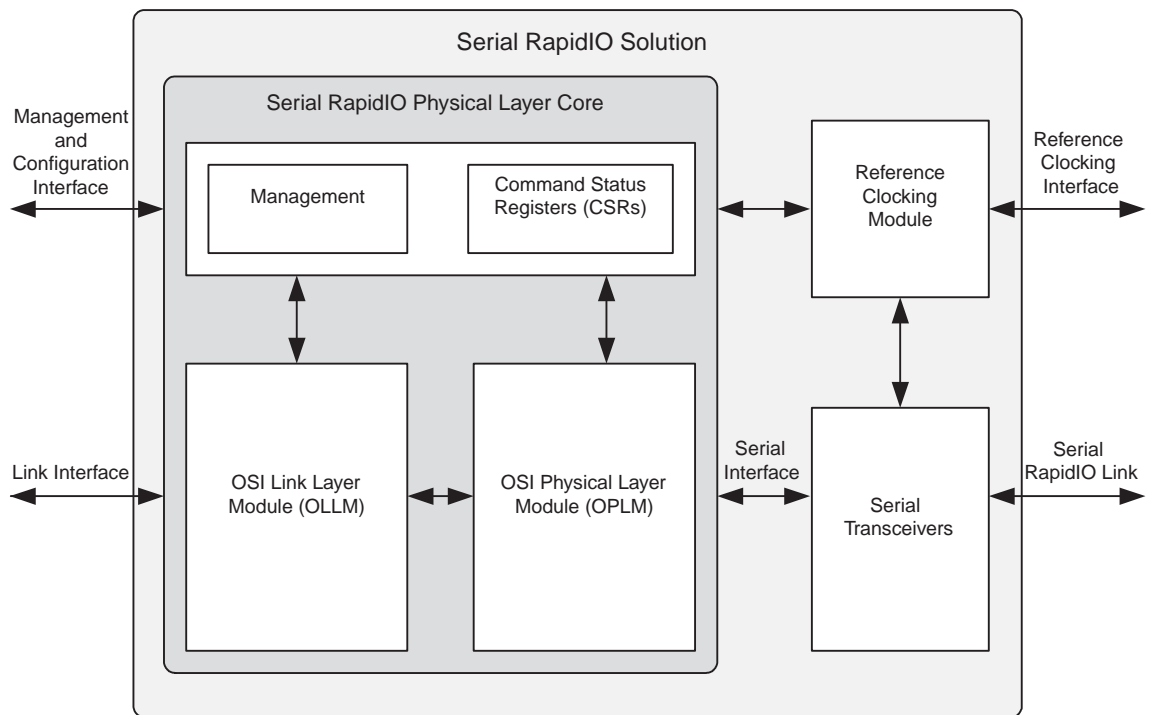 Serial RapidIO Solution
Serial RapidIO Physical Layer Core
Management
and
Configuration
Interface
Management
Command Status
Registers (CSRs)
Reference
Clocking
Module
Reference
Clocking
Interface
Link Interface
OSI Link Layer
Module (OLLM)
OSI Physical Layer
Module (OPLM)
Serial
Interface
Serial
Transceivers
Serial
RapidIO Link